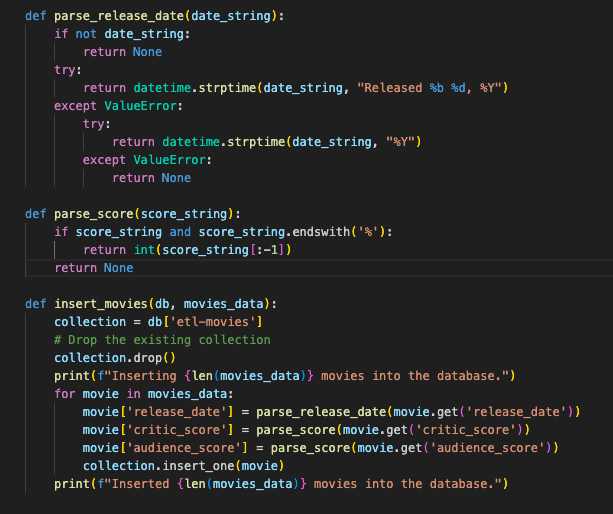 def parse_release_date(date_string):
    if not date_string:
        return None
    try:
        return datetime.strptime(date_string, "Released %b %d, %Y")
    except ValueError:
        try:
            return datetime.strptime(date_string, "%Y")
        except ValueError:
            return None

def parse_score(score_string):
    if score_string and score_string.endswith('%'):
        return int(score_string[:-1])
    return None

def insert_movies(db, movies_data):
    collection = db['etl-movies']
    # Drop the existing collection
    collection.drop()
    print(f"Inserting {len(movies_data)} movies into the database.")
    for movie in movies_data:
        movie['release_date'] = parse_release_date(movie.get('release_date'))
        movie['critic_score'] = parse_score(movie.get('critic_score'))
        movie['audience_score'] = parse_score(movie.get('audience_score'))
        collection.insert_one(movie)
    print(f"Inserted {len(movies_data)} movies into the database.")